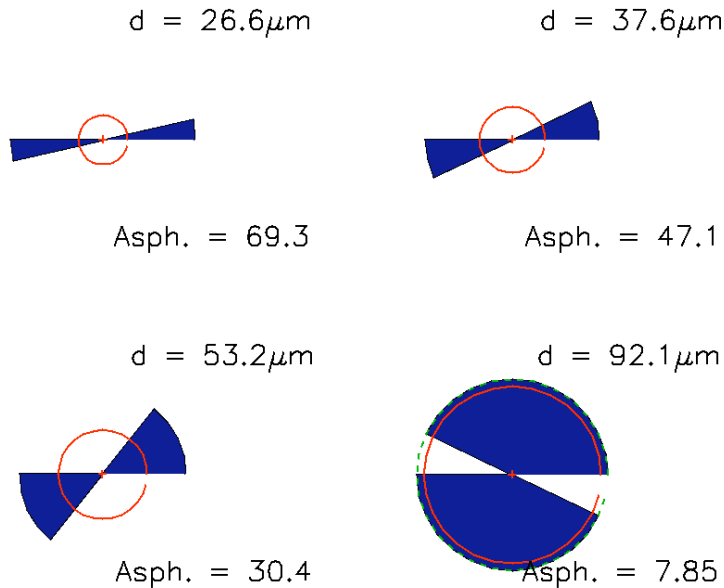 d = 26.6μm
d = 37.6μm
Asph. = 69.3
Asph. = 47.1
d = 53.2μm
d = 92.1μm
Asph. = 30.4
Asph. = 7.85